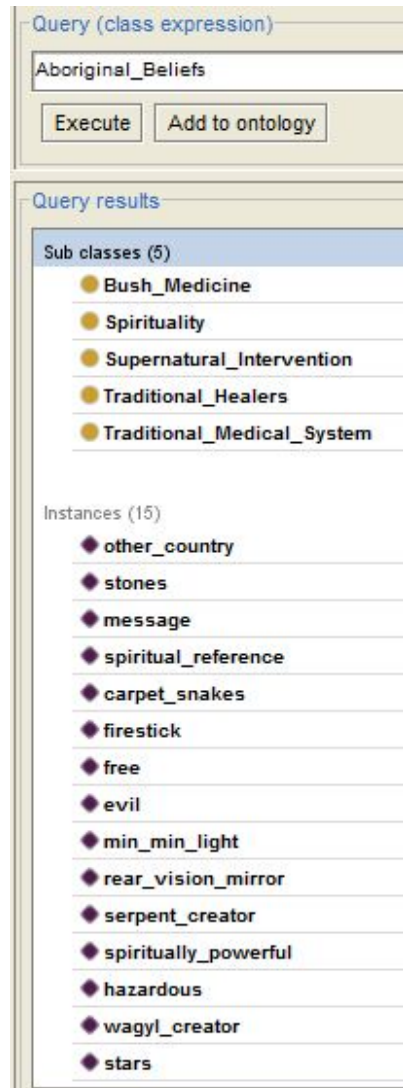 Query (class expression)
Aboriginal_Beliefs
Execute Add to ontology
Query results
Sub classes (5)
Bush_Medicine
Spirituality
Supernatural_Intervention
Traditional_Healers
Traditional_Medical_System
Instances (15)
other_country
stones
message
spiritual_reference
carpet_snakes
firestick
free
evil
min_min_light
rear_vision_mirror
serpent_creator
spiritually_powerful
hazardous
wagyl_creator
stars